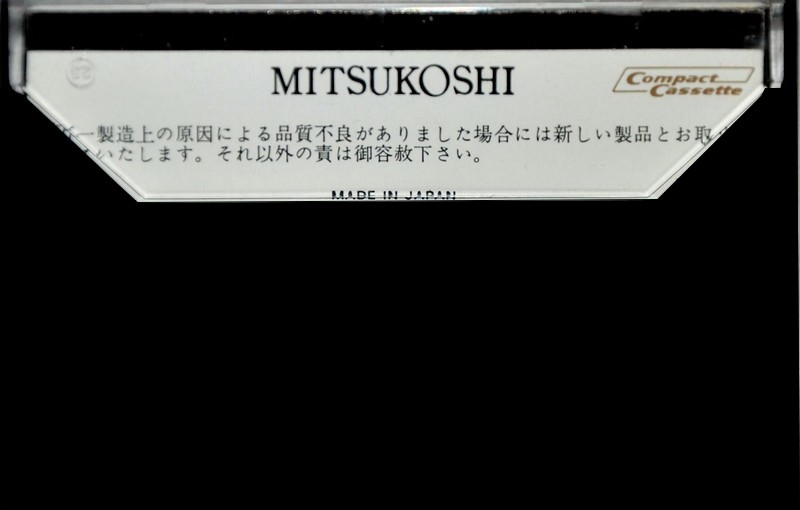 MITSUKOSHI
Compact
Cassette
一製造上の原因による品質不良がありました場合には新しい製品とお取
いたします。それ以外の責は御容赦下さい。
MADE IN JAPAN